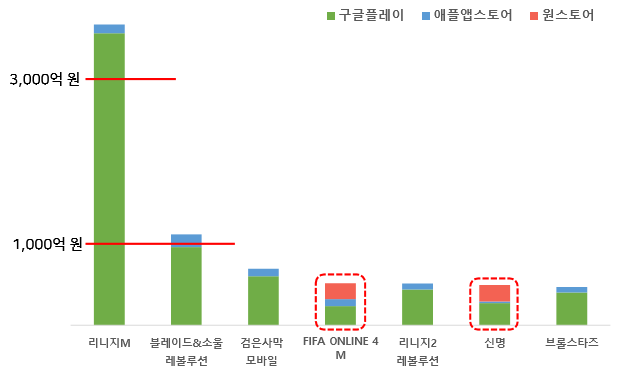 구글플레이 애플앱스토어 원스토어
3,000억 원
1,000억 원
리니지M 블레이드&소울 검은사막 FIFA ONLINE 4 리니지2 신명 브롤스타즈
레볼루션 모바일 M 레볼루션